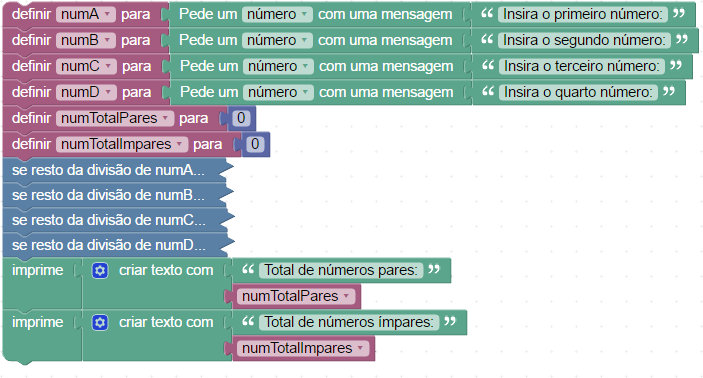 definir numA para Pede um número com uma mensagem “ Insira o primeiro número: ”
definir numB para Pede um número com uma mensagem “ Insira o segundo número: ”
definir numC para Pede um número com uma mensagem “ Insira o terceiro número: ”
definir numD para Pede um número com uma mensagem “ Insira o quarto número: ”
definir numTotalPares para 0
definir numTotalImpares para 0
se resto da divisão de numA...
se resto da divisão de numB...
se resto da divisão de numC...
se resto da divisão de numD...
imprime criar texto com “ Total de números pares: ”
numTotalPares
imprime criar texto com “ Total de números ímpares: ”
numTotalImpares